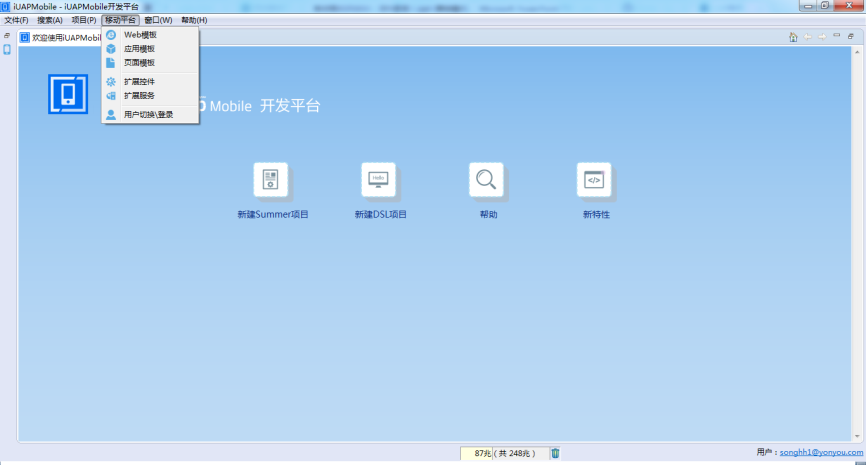 iUAPMobile - iUAPMobile开发平台
文件(F) 搜索(A) 项目(P) 移动平台 窗口(W) 帮助(H)
欢迎使用iUAPMobil
Web模板
应用模板
页面模板
扩展控件
扩展服务
用户切换\登录
Mobile 开发平台
Hello
新建Summer项目 新建DSL项目 帮助 新特性
87兆 (共 248兆)
用户 : songhh1@yonyou.com